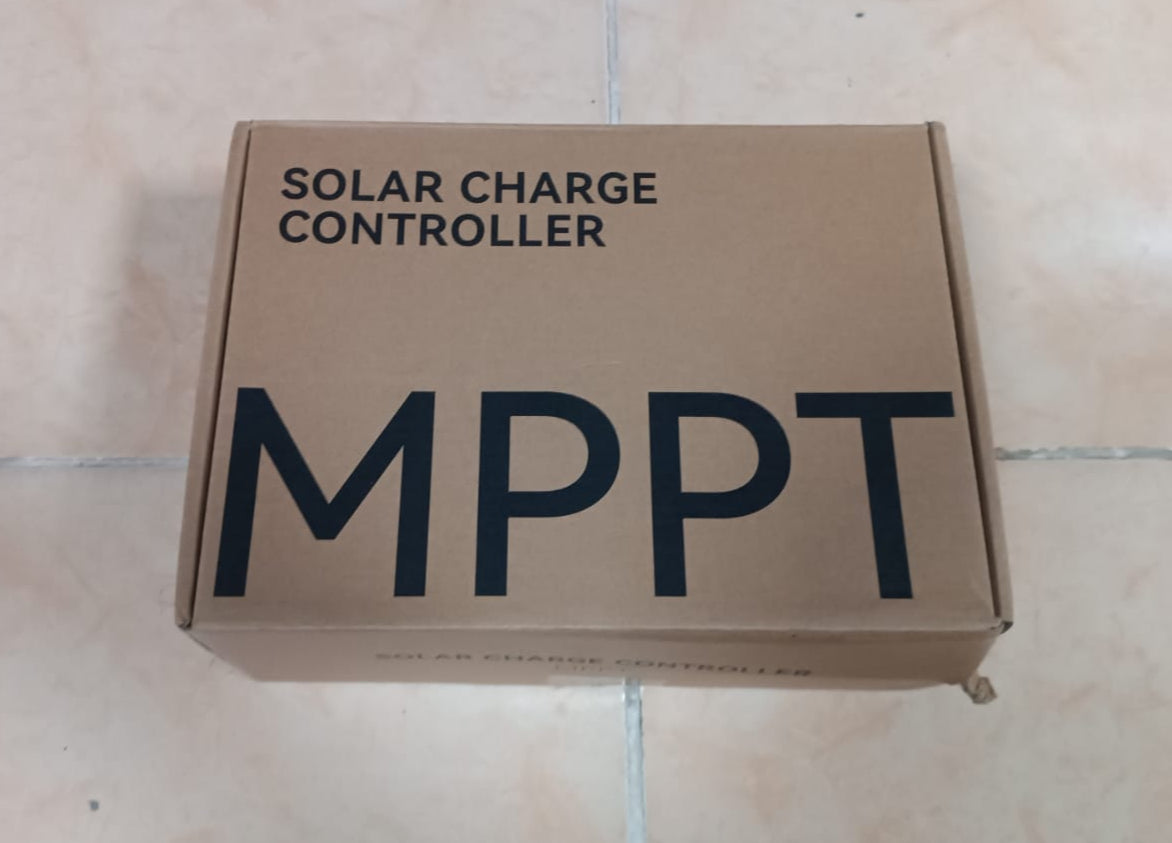 SOLAR CHARGE
CONTROLLER
MPPT
SOLAR CHARGE CONTROLLER